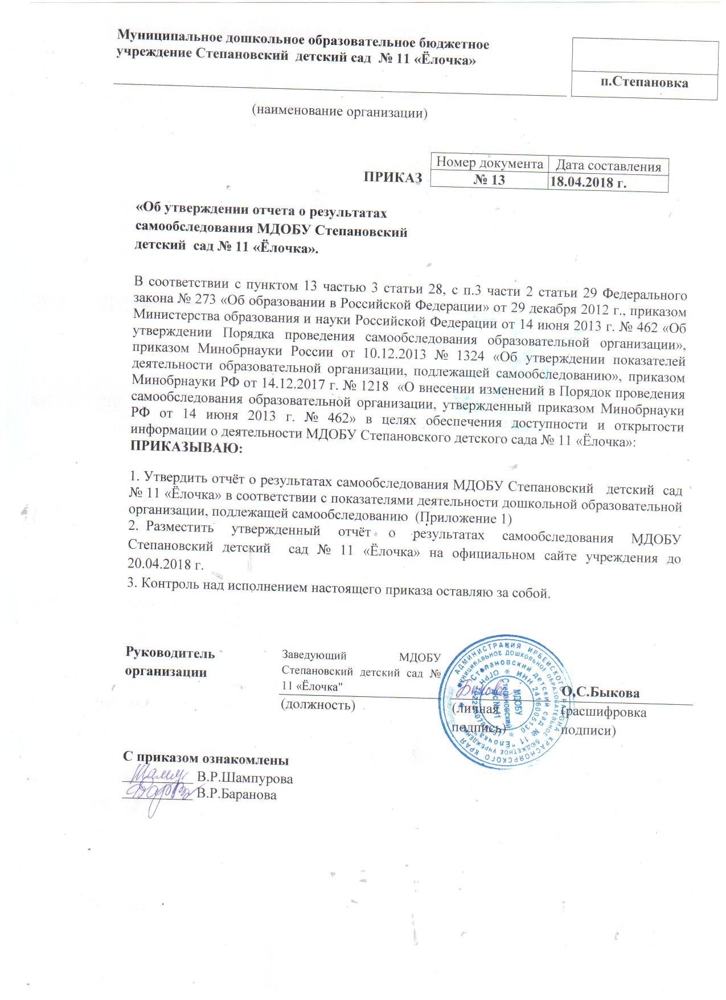 Муниципальное дошкольное образовательное бюджетное
учреждение Степановский детский сад № 11 «Ёлочка»
п.Степановка
(наименование организации)
Номер документа Дата составления
ПРИКАЗ № 13 18.04.2018 г.
«Об утверждении отчета о результатах
самообследования МДОБУ Степановский
детский сад № 11 «Ёлочка».
В соответствии с пунктом 13 частью 3 статьи 28, с п.3 части 2 статьи 29 Федерального
закона № 273 «Об образовании в Российской Федерации» от 29 декабря 2012 г., приказом
Министерства образования и науки Российской Федерации от 14 июня 2013 г. № 462 «Об
утверждении Порядка проведения самообследования образовательной организации»,
приказом Минобрнауки России от 10.12.2013 № 1324 «Об утверждении показателей
деятельности образовательной организации, подлежащей самообследованию», приказом
Минобрнауки РФ от 14.12.2017 г. № 1218 «О внесении изменений в Порядок проведения
самообследования образовательной организации, утвержденный приказом Минобрнауки
РФ от 14 июня 2013 г. № 462» в целях обеспечения доступности и открытости
информации о деятельности МДОБУ Степановского детского сада № 11 «Ёлочка»:
ПРИКАЗЫВАЮ:
1. Утвердить отчёт о результатах самообследования МДОБУ Степановский детский сад
№ 11 «Ёлочка» в соответствии с показателями деятельности дошкольной образовательной
организации, подлежащей самообследованию (Приложение 1)
2. Разместить утвержденный отчёт о результатах самообследования МДОБУ
Степановский детский сад № 11 «Ёлочка» на официальном сайте учреждения до
20.04.2018 г.
3. Контроль над исполнением настоящего приказа оставляю за собой.
Руководитель
организации
Заведующий МДОБУ
Степановский детский сад №
11 «Ёлочка"
(должность)
(личная
подпись)
О.С.Быкова
(расшифровка
подписи)
АДМИНИСТРАЦИЯ ИРБЕЙСКОГО РАЙОНА КРАСНОЯРСКОГО КРАЯ
МУНИЦИПАЛЬНОЕ ДОШКОЛЬНОЕ ОБРАЗОВАТЕЛЬНОЕ БЮДЖЕТНОЕ УЧРЕЖДЕНИЕ
Степановский детский сад № 11 "Ёлочка"
ОГРН
ИНН 2416005130
МДОБУ
Степановский
д/с № 11
С приказом ознакомлены
В.Р.Шампурова
В.Р.Баранова